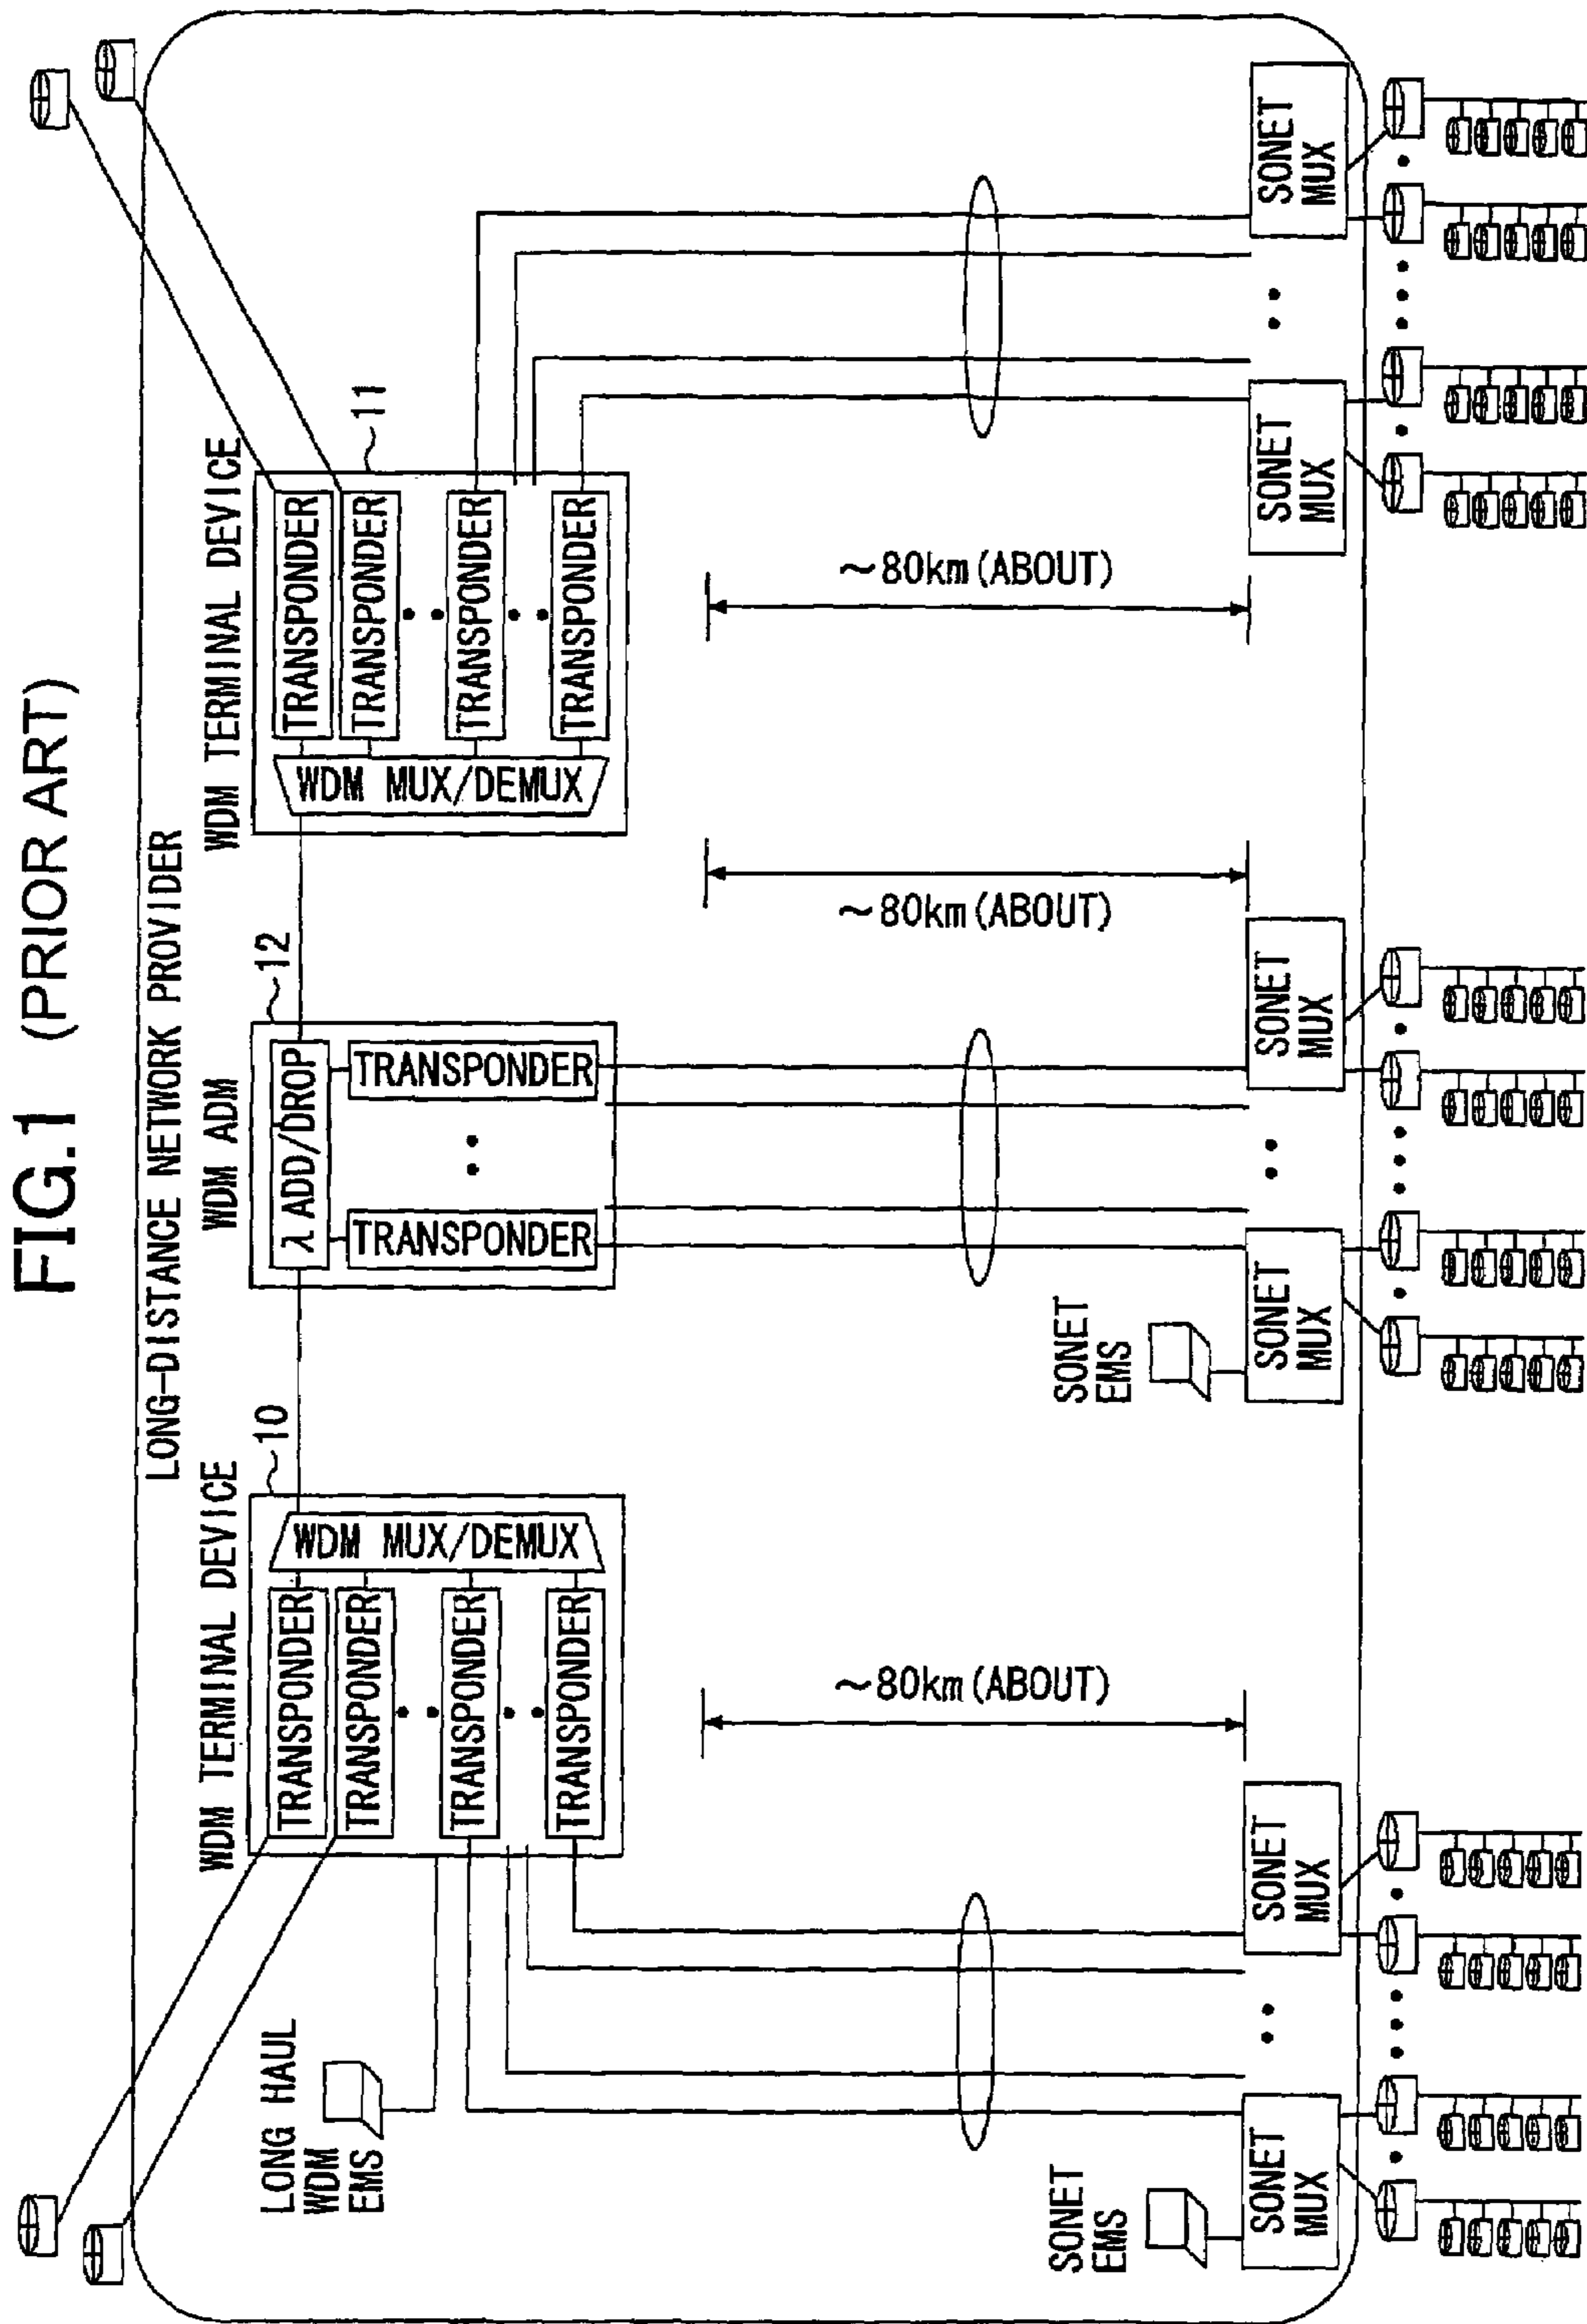 FIG.1 (PRIOR ART)
LONG-DISTANCE NETWORK PROVIDER
WDM TERMINAL DEVICE
10
TRANSPONDER
TRANSPONDER
TRANSPONDER
TRANSPONDER
WDM MUX/DEMUX
LONG HAUL
WDM
EMS
WDM ADM
12
λ ADD/DROP
TRANSPONDER
TRANSPONDER
WDM TERMINAL DEVICE
11
WDM MUX/DEMUX
TRANSPONDER
TRANSPONDER
TRANSPONDER
TRANSPONDER
~80km(ABOUT)
~80km(ABOUT)
~80km(ABOUT)
SONET
EMS
SONET
MUX
SONET
MUX
SONET
EMS
SONET
MUX
SONET
MUX
SONET
MUX
SONET
MUX